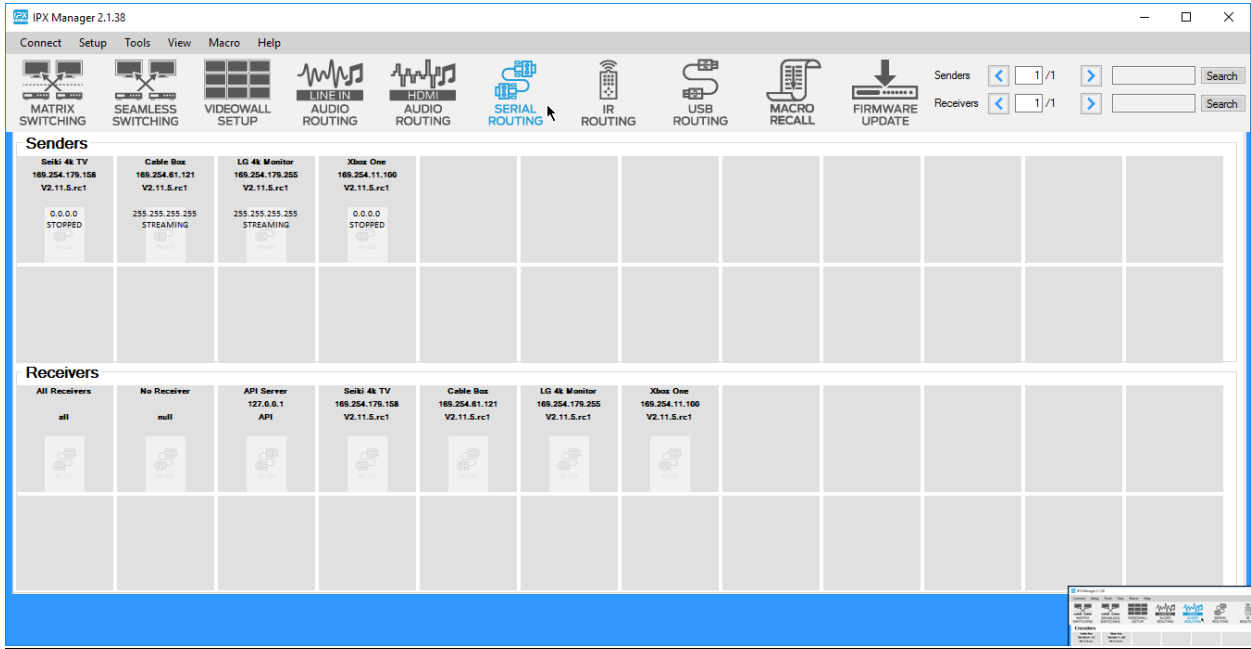 IPX Manager 2.1.38
Connect Setup Tools View Macro Help
MATRIX
SWITCHING
SEAMLESS
SWITCHING
VIDEOWALL
SETUP
LINE IN
AUDIO
ROUTING
HDMI
AUDIO
ROUTING
SERIAL
ROUTING
IR
ROUTING
USB
ROUTING
MACRO
RECALL
FIRMWARE
UPDATE
Senders 1 /1 Search
Receivers 1 /1 Search
Senders
Seiki 4k TV
169.254.179.158
V2.11.5.rc1
0.0.0.0
STOPPED
Cable Box
169.254.61.121
V2.11.5.rc1
255.255.255.255
STREAMING
LG 4k Monitor
169.254.179.255
V2.11.5.rc1
255.255.255.255
STREAMING
Xbox One
169.254.11.100
V2.11.5.rc1
0.0.0.0
STOPPED
Receivers
All Receivers
all
No Receiver
null
API Server
127.0.0.1
API
Seiki 4k TV
169.254.179.158
V2.11.5.rc1
Cable Box
169.254.61.121
V2.11.5.rc1
LG 4k Monitor
169.254.179.255
V2.11.5.rc1
Xbox One
169.254.11.100
V2.11.5.rc1